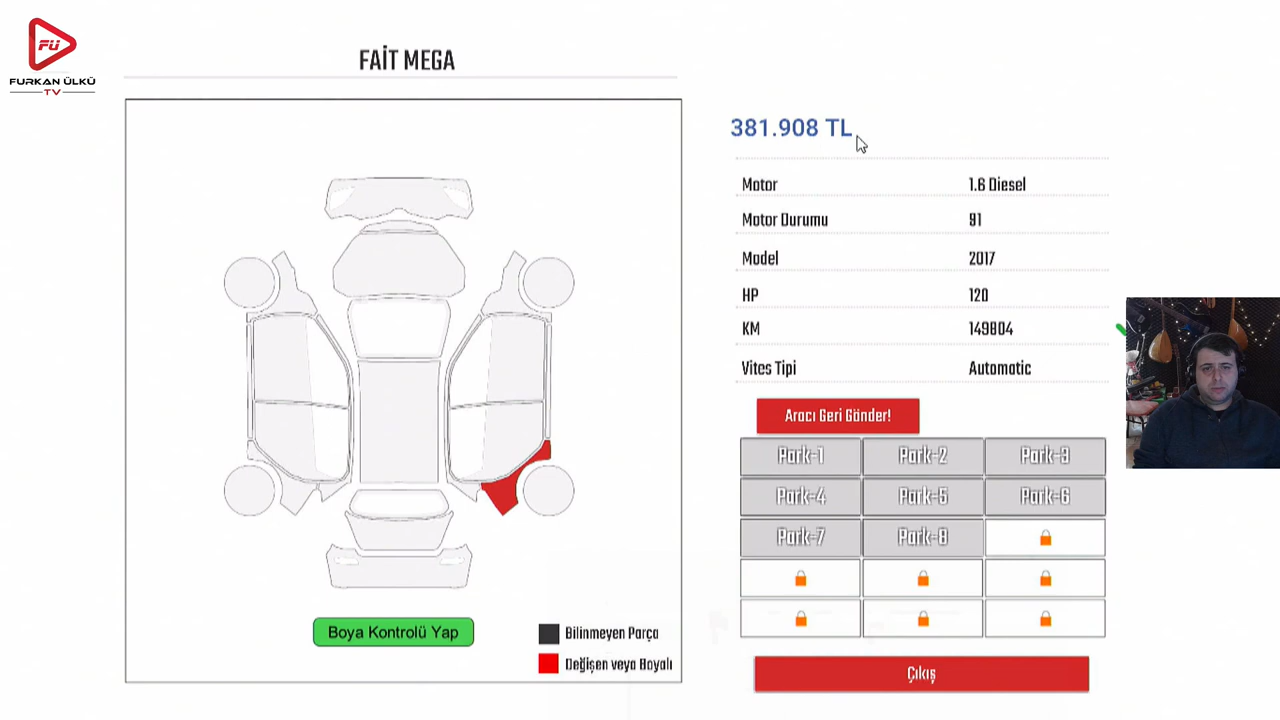 FU
FURKAN ÜLKÜ
TV
FAİT MEGA
381.908 TL
Motor 1.6 Diesel
Motor Durumu 91
Model 2017
HP 120
KM 149804
Vites Tipi Automatic
Aracı Geri Gönder!
Park-1 Park-2 Park-3
Park-4 Park-5 Park-6
Park-7 Park-8
Boya Kontrolü Yap
Bilinmeyen Parça
Değişen veya Boyalı
Çıkış